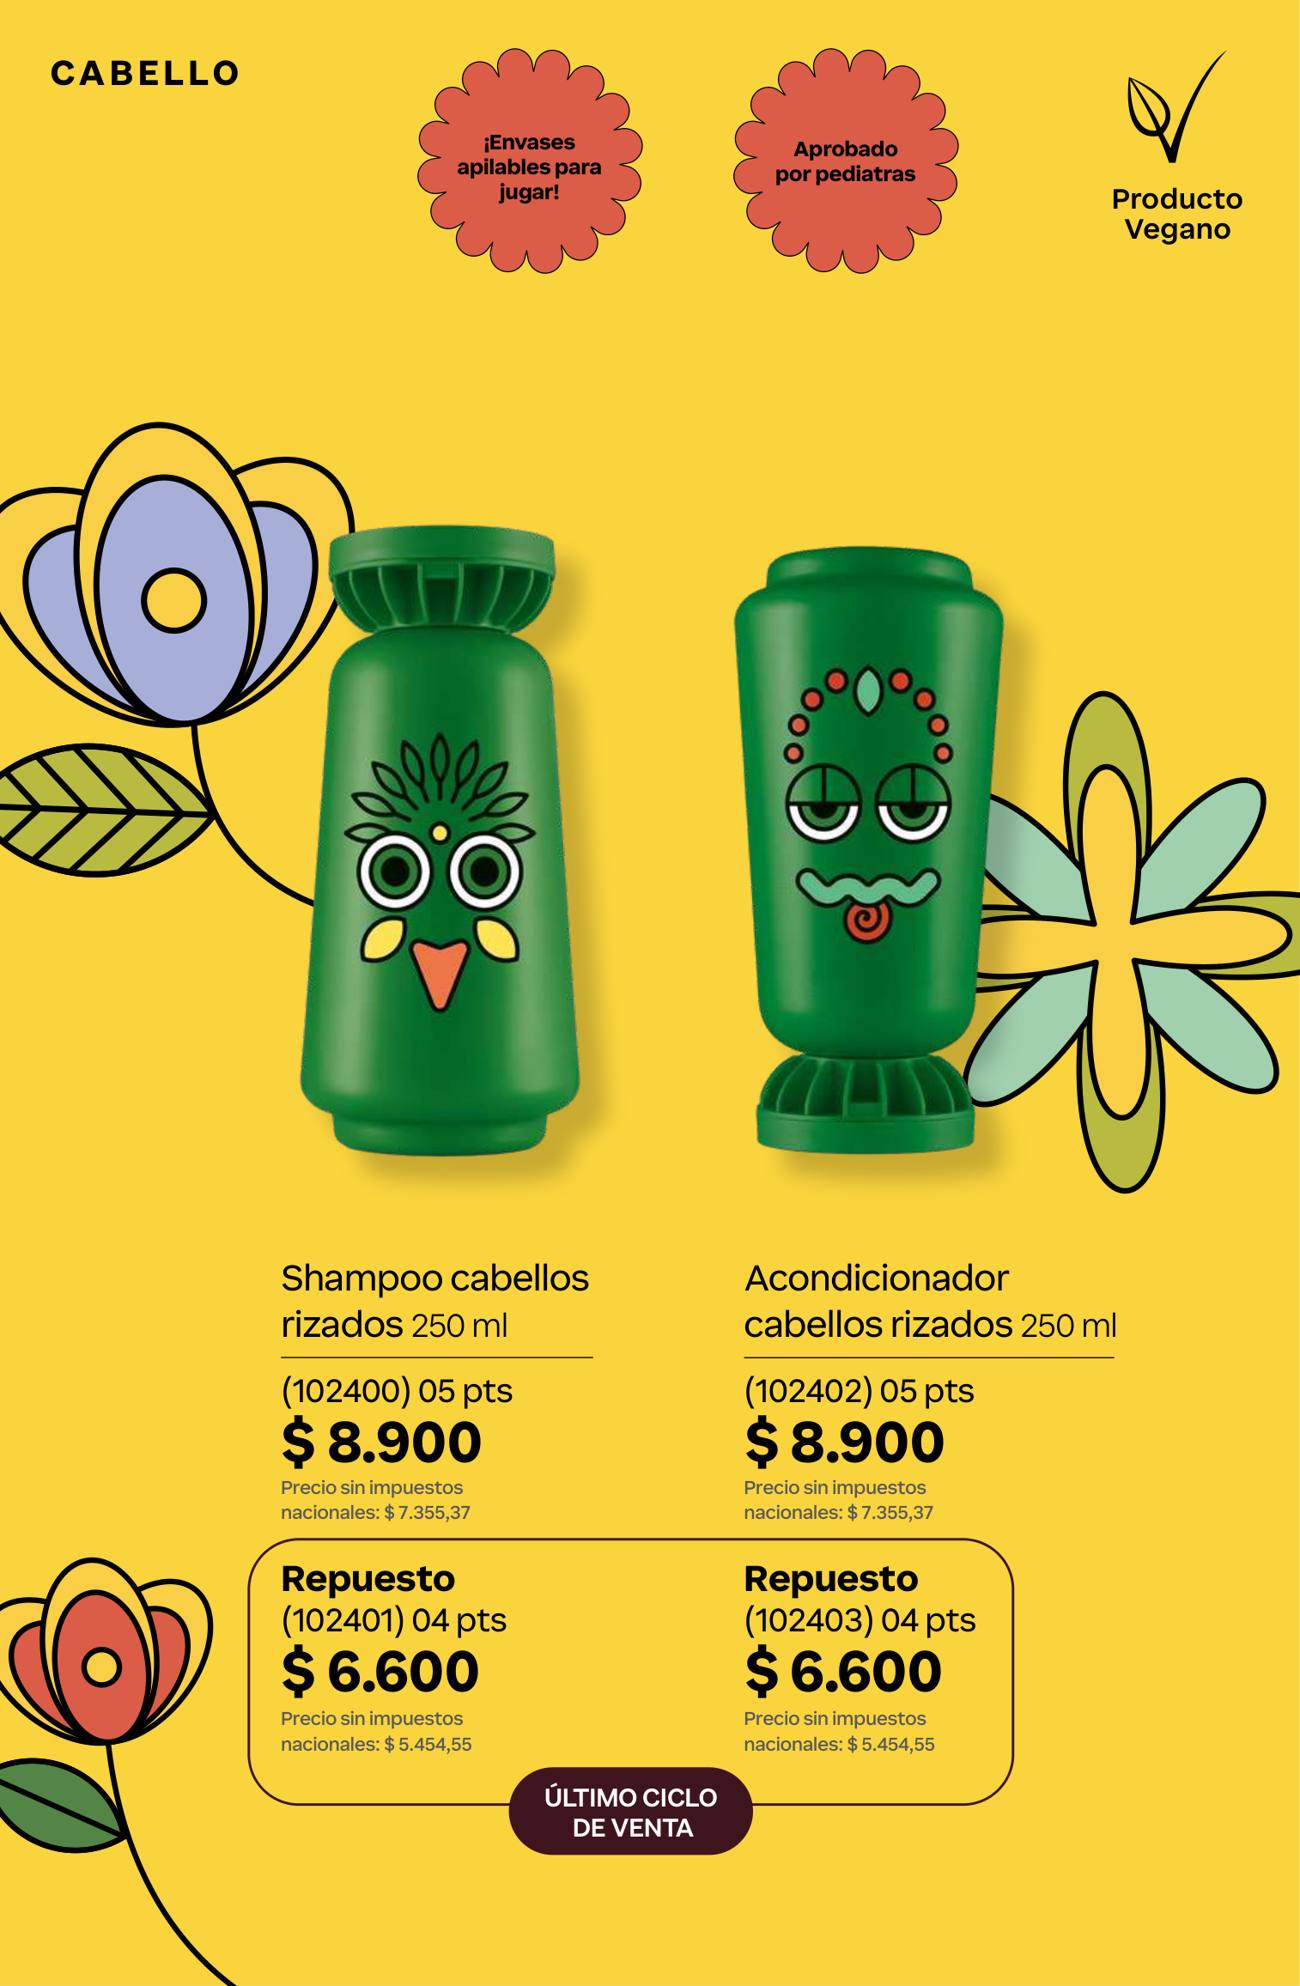 CABELLO
¡Envases
apilables para
jugar!
Aprobado
por pediatras
Producto
Vegano
Shampoo cabellos
rizados 250 ml
(102400) 05 pts
$ 8.900
Precio sin impuestos
nacionales: $ 7.355,37
Acondicionador
cabellos rizados 250 ml
(102402) 05 pts
$ 8.900
Precio sin impuestos
nacionales: $ 7.355,37
Repuesto
(102401) 04 pts
$ 6.600
Precio sin impuestos
nacionales: $ 5.454,55
Repuesto
(102403) 04 pts
$ 6.600
Precio sin impuestos
nacionales: $ 5.454,55
ÚLTIMO CICLO
DE VENTA